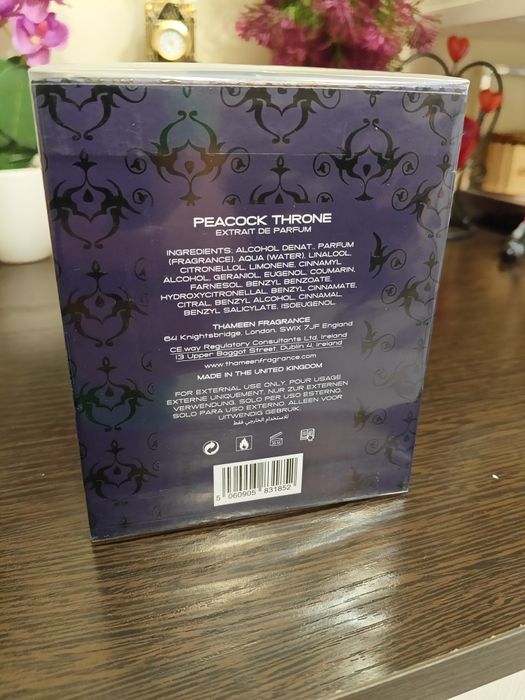 PEACOCK THRONE
EXTRAIT DE PARFUM
INGREDIENTS: ALCOHOL DENAT., PARFUM
(FRAGRANCE), AQUA (WATER), LINALOOL,
CITRONELLOL, LIMONENE, CINNAMYL
ALCOHOL, GERANIOL, EUGENOL, COUMARIN,
FARNESOL, BENZYL BENZOATE,
HYDROXYCITRONELLAL, BENZYL CINNAMATE,
CITRAL, BENZYL ALCOHOL, CINNAMAL,
BENZYL SALICYLATE, ISOEUGENOL.
THAMEEN FRAGRANCE
64 Knightsbridge, London, SW1X 7JF England
CE.way Regulatory Consultants Ltd, Ireland
13 Upper Baggot Street, Dublin 4, Ireland
www.thameenfragrance.com
MADE IN THE UNITED KINGDOM
FOR EXTERNAL USE ONLY. POUR USAGE
EXTERNE UNIQUEMENT. NUR ZUR EXTERNEN
VERWENDUNG. SOLO PER USO ESTERNO.
SOLO PARA USO EXTERNO. ALLEEN VOOR
UITWENDIG GEBRUIK.
للاستخدام الخارجي فقط
5 060905 831852